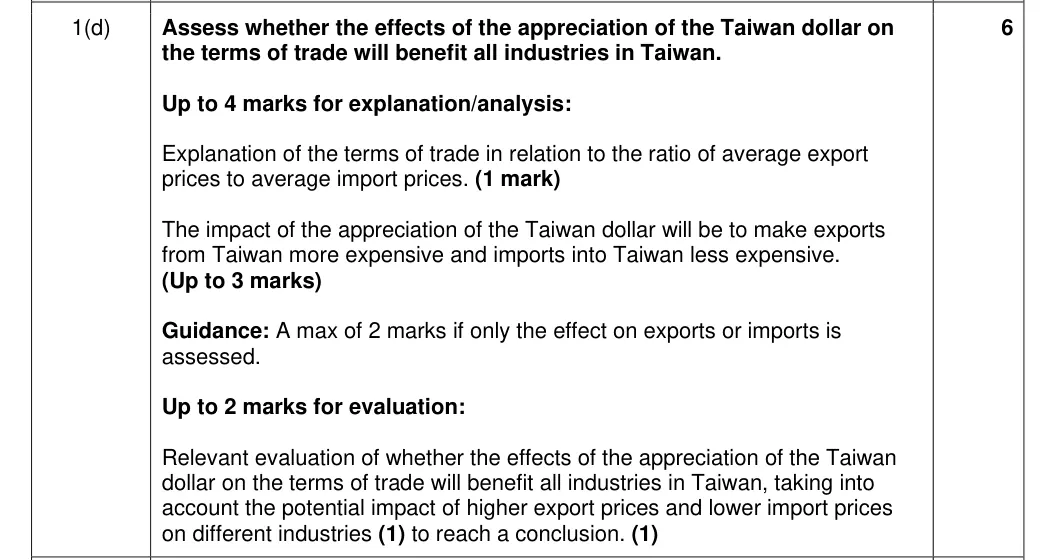 1(d)
Assess whether the effects of the appreciation of the Taiwan dollar on
the terms of trade will benefit all industries in Taiwan.
6
Up to 4 marks for explanation/analysis:
Explanation of the terms of trade in relation to the ratio of average export
prices to average import prices. (1 mark)
The impact of the appreciation of the Taiwan dollar will be to make exports
from Taiwan more expensive and imports into Taiwan less expensive.
(Up to 3 marks)
Guidance: A max of 2 marks if only the effect on exports or imports is
assessed.
Up to 2 marks for evaluation:
Relevant evaluation of whether the effects of the appreciation of the Taiwan
dollar on the terms of trade will benefit all industries in Taiwan, taking into
account the potential impact of higher export prices and lower import prices
on different industries (1) to reach a conclusion. (1)